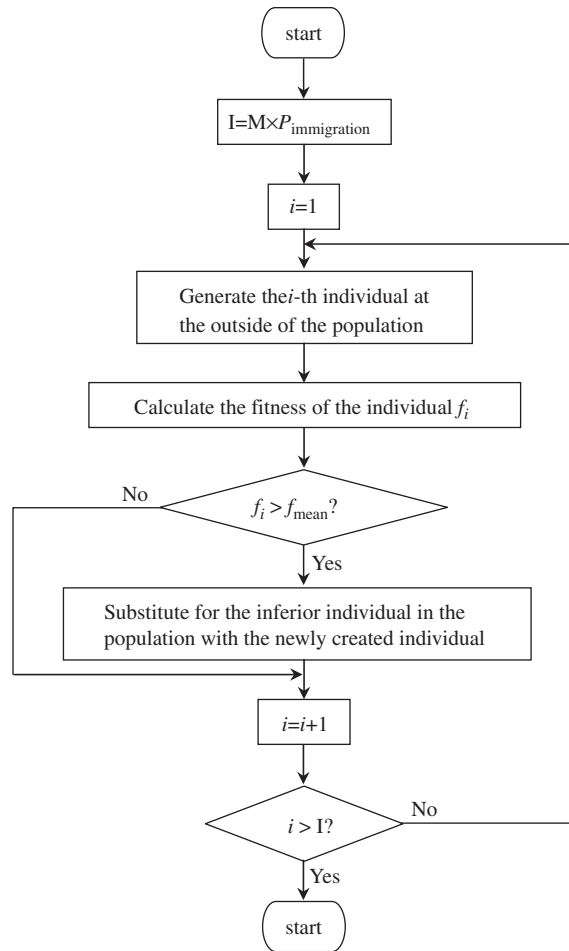 start
I=M×P_immigration
i=1
Generate thei-th individual at
the outside of the population
Calculate the fitness of the individual f_i
No
f_i > f_mean?
Yes
Substitute for the inferior individual in the
population with the newly created individual
i=i+1
i > I?
No
Yes
start